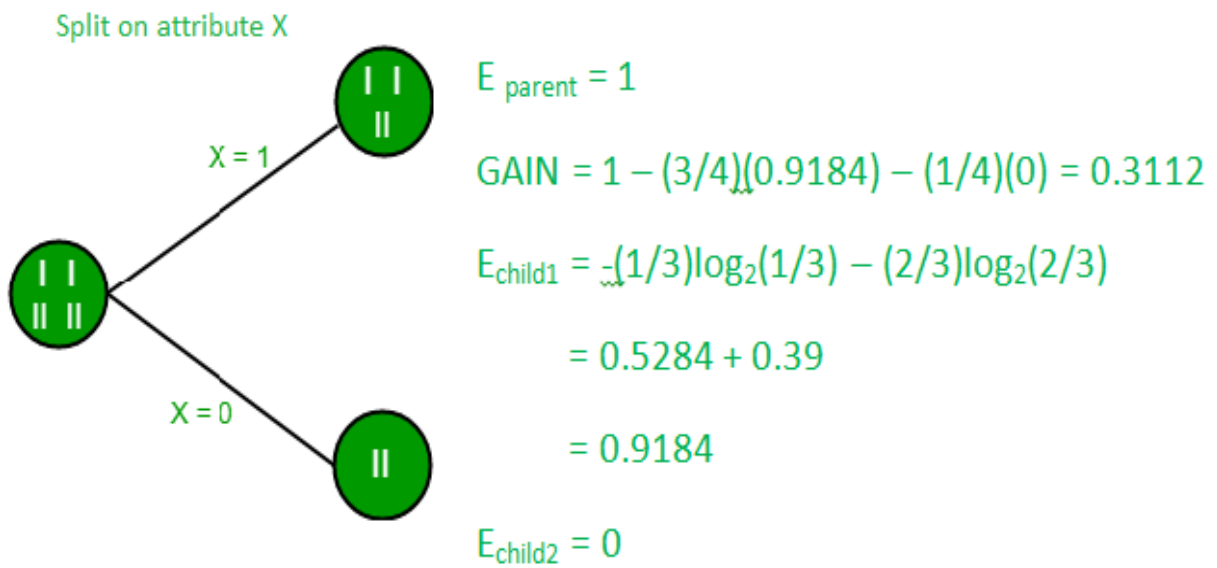 Split on attribute X
I I
II
E parent = 1
X = 1
GAIN = 1 – (3/4)(0.9184) – (1/4)(0) = 0.3112
I I
II II
Echild1 = -(1/3)log2(1/3) – (2/3)log2(2/3)
= 0.5284 + 0.39
X = 0
II
= 0.9184
Echild2 = 0